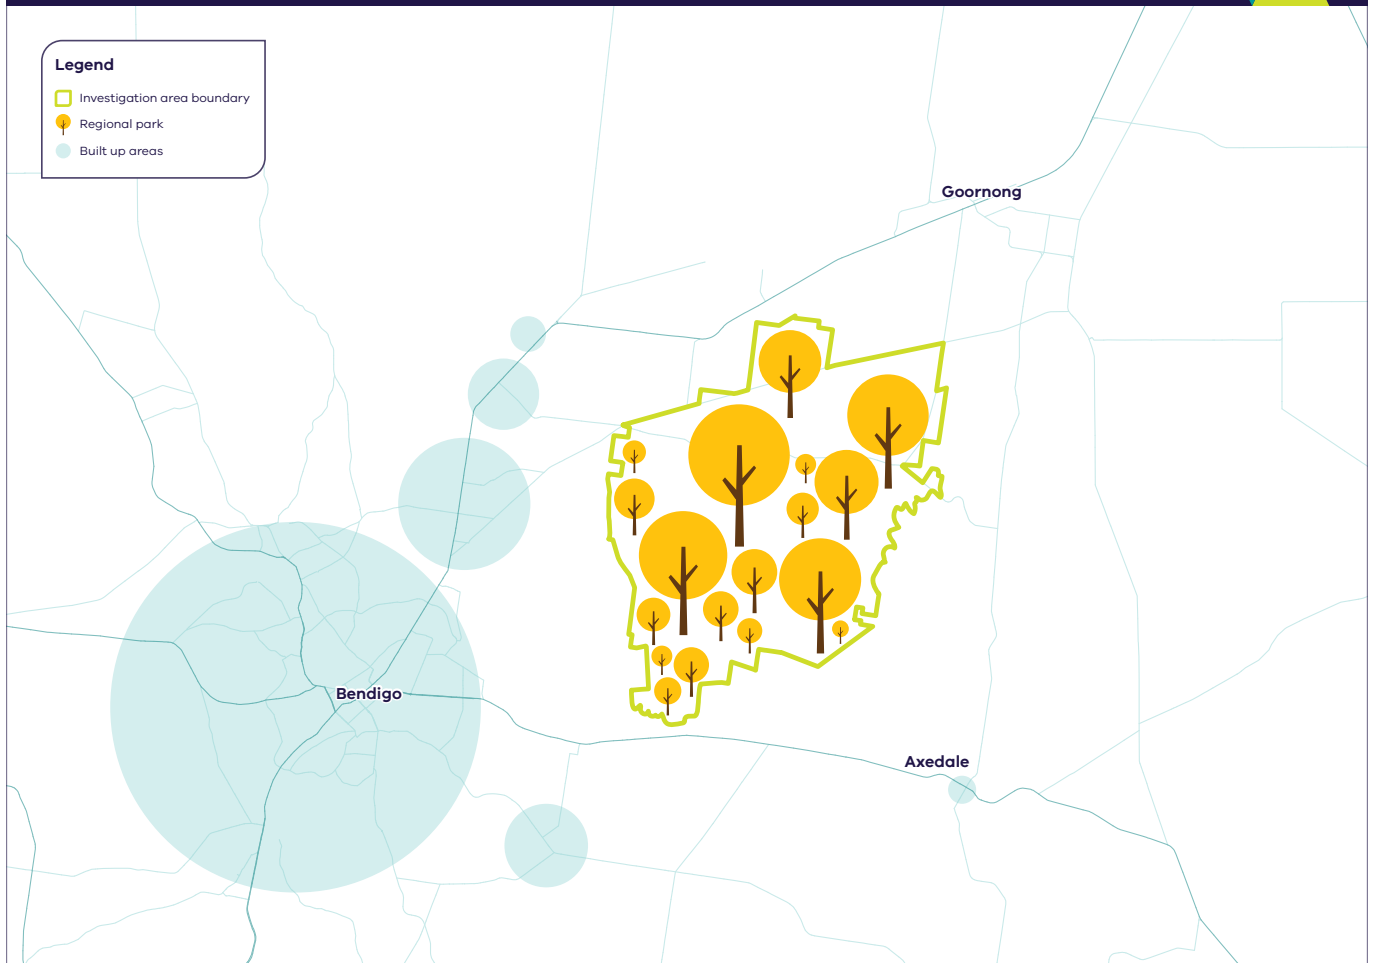 Legend
Investigation area boundary
Regional park
Built up areas
Goornong
Bendigo
Axedale